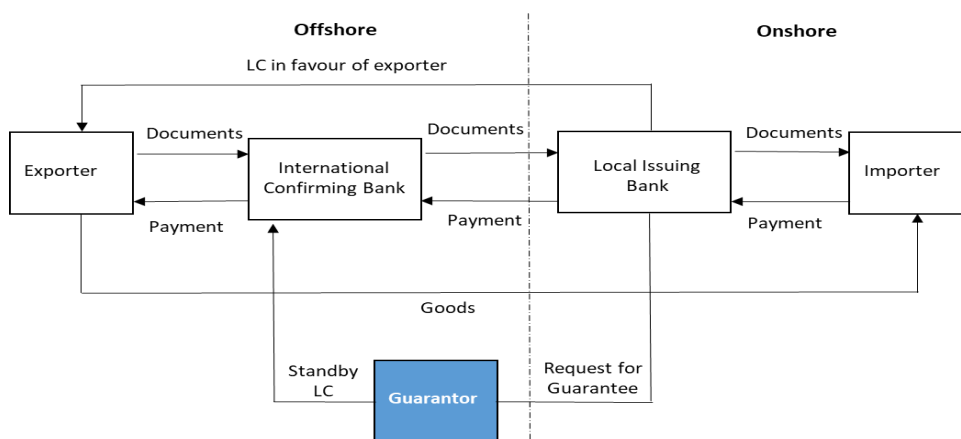 Offshore
Onshore
LC in favour of exporter
Documents
Documents
Documents
Exporter
International
Confirming Bank
Local Issuing
Bank
Importer
Payment
Payment
Payment
Goods
Standby
LC
Guarantor
Request for
Guarantee